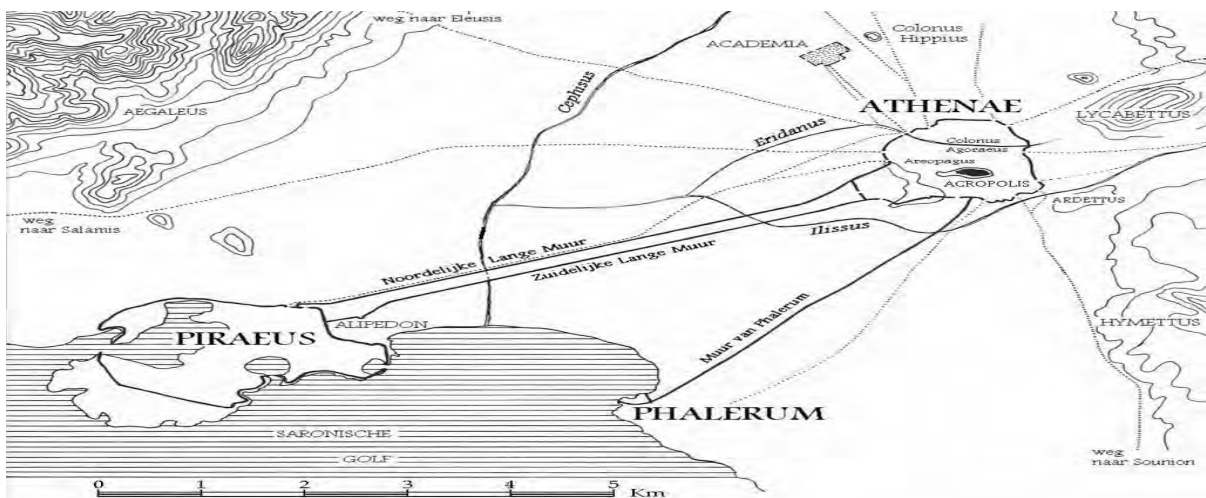 weg naar Eleusis
Colonus
Hippius
ACADEMIA
Cephisus
ATHENAE
AEGALEUS
LYCABETTUS
Eridanus
Colonus
Agoraeus
Areopagus
ACROPOLIS
ARDETTUS
weg
naar Salamis
Ilissus
Noordelijke Lange Muur
Zuidelijke Lange Muur
ALIPEDON
PIRAEUS
HYMETTUS
Muur van Phalerum
PHALERUM
SARONISCHE
GOLF
weg
naar Sounion
0 1 2 3 4 5
Km